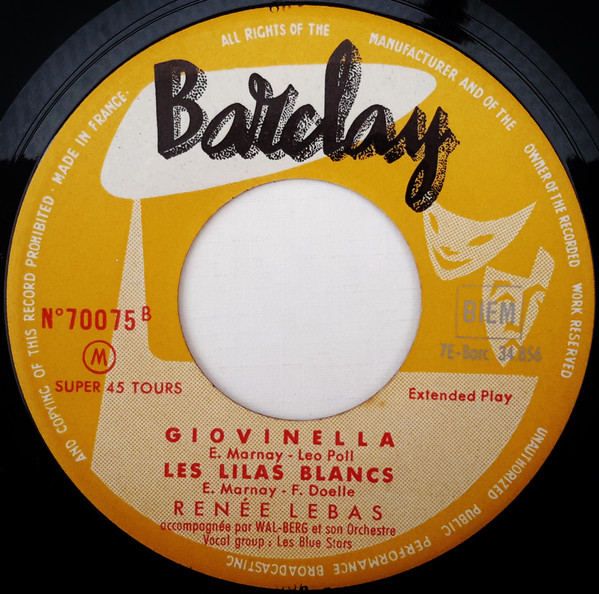 ALL RIGHTS OF THE MANUFACTURER AND OF THE OWNER OF THE RECORDED WORK RESERVED
UNAUTHORIZED PUBLIC PERFORMANCE BROADCASTING AND COPYING OF THIS RECORD PROHIBITED · MADE IN FRANCE ·
Barclay
N°70075 B
BIEM
7E-Barc 34 856
M
SUPER 45 TOURS
Extended Play
GIOVINELLA
E. Marnay - Leo Poll
LES LILAS BLANCS
E. Marnay - F. Doelle
RENÉE LEBAS
accompagnée par WAL-BERG et son Orchestre
Vocal group : Les Blue Stars